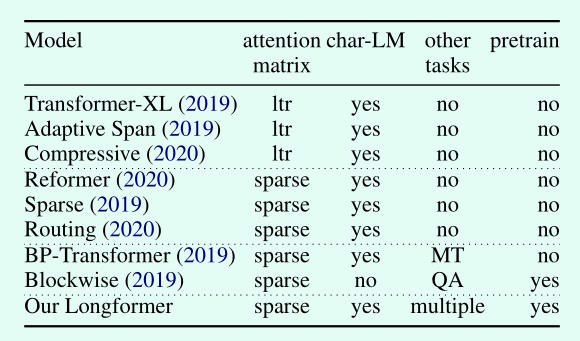 Model attention char-LM other pretrain
matrix tasks
Transformer-XL (2019) ltr yes no no
Adaptive Span (2019) ltr yes no no
Compressive (2020) ltr yes no no
Reformer (2020) sparse yes no no
Sparse (2019) sparse yes no no
Routing (2020) sparse yes no no
BP-Transformer (2019) sparse yes MT no
Blockwise (2019) sparse no QA yes
Our Longformer sparse yes multiple yes